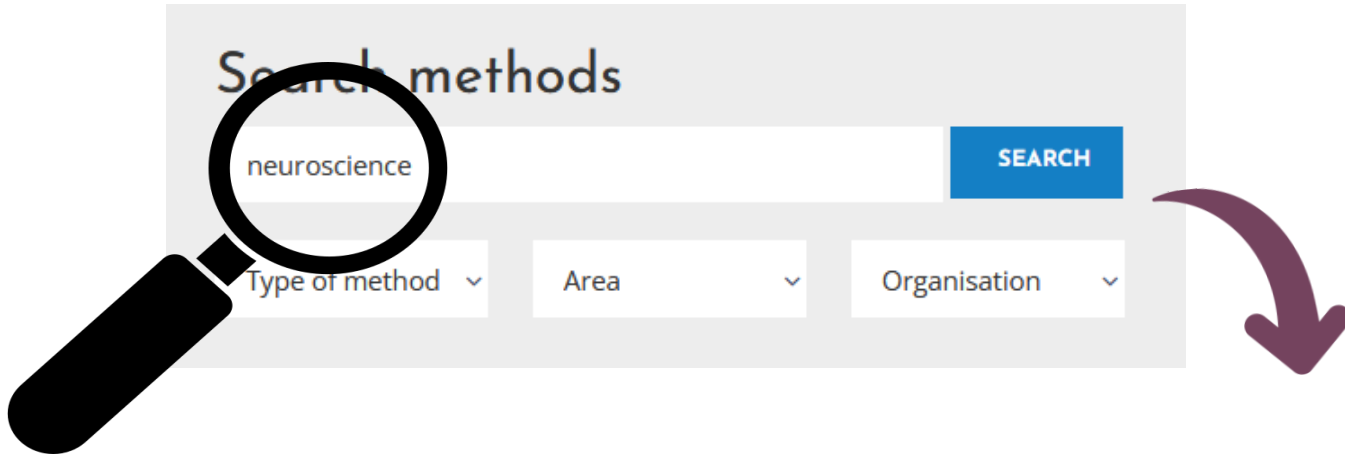 Search methods
neuroscience
SEARCH
Type of method
Area
Organisation